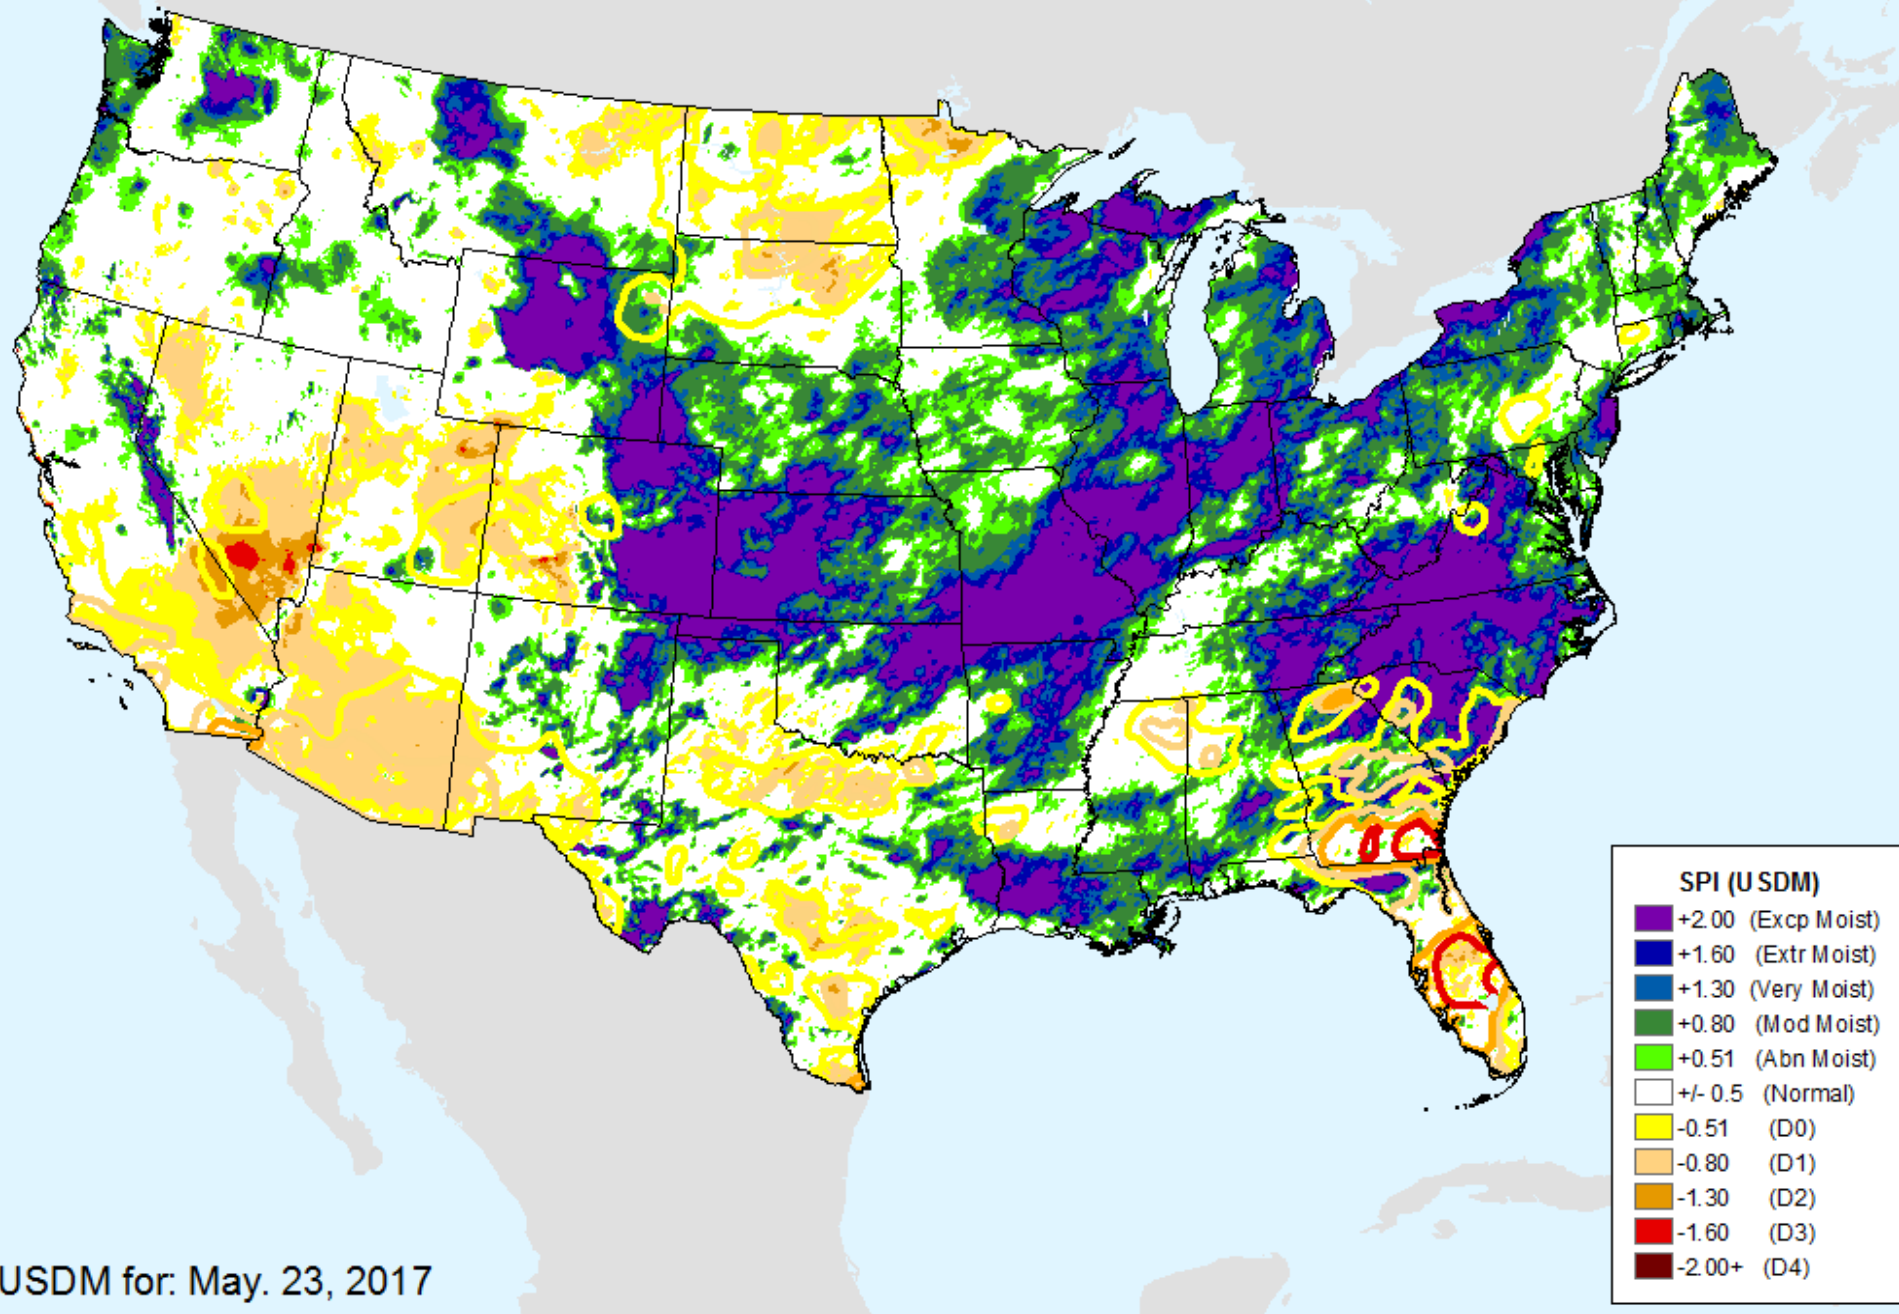 SPI (USDM)
+2.00 (Excp Moist)
+1.60 (Extr Moist)
+1.30 (Very Moist)
+0.80 (Mod Moist)
+0.51 (Abn Moist)
+/- 0.5 (Normal)
-0.51 (D0)
-0.80 (D1)
-1.30 (D2)
-1.60 (D3)
-2.00+ (D4)
USDM for: May. 23, 2017